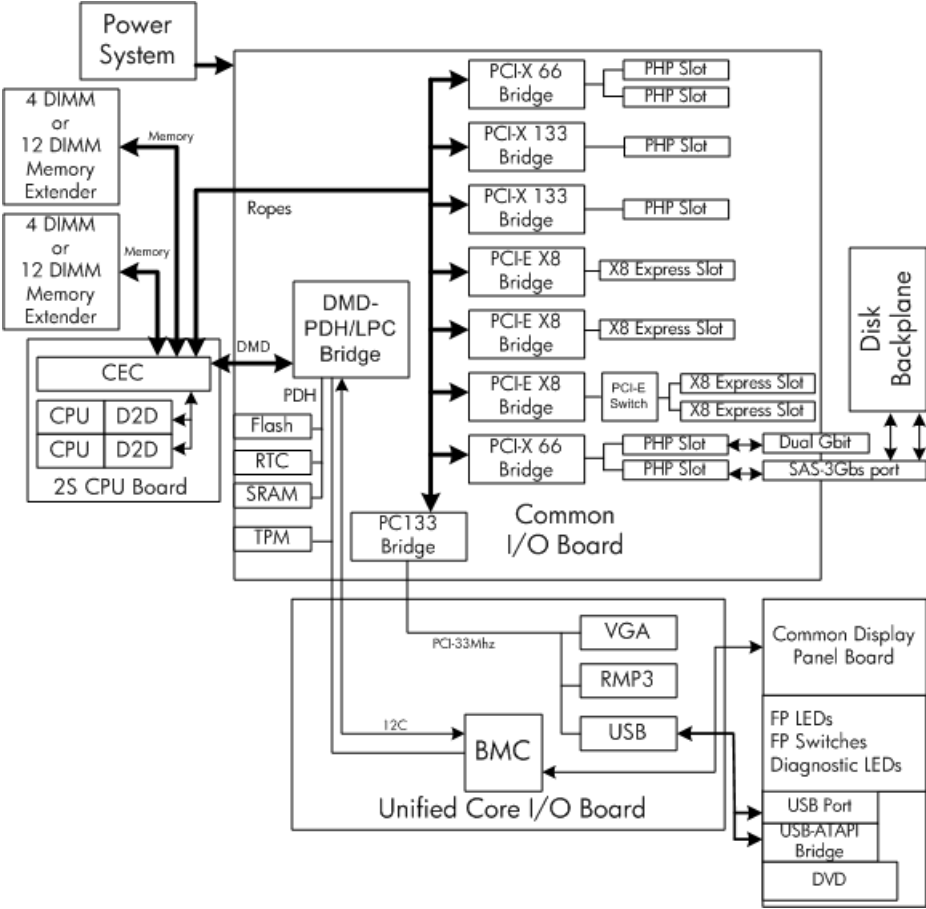 Power
System
4 DIMM
or
12 DIMM
Memory
Extender
Memory
4 DIMM
or
12 DIMM
Memory
Extender
Memory
Ropes
PCI-X 66
Bridge
PHP Slot
PHP Slot
PCI-X 133
Bridge
PHP Slot
PCI-X 133
Bridge
PHP Slot
PCI-E X8
Bridge
X8 Express Slot
PCI-E X8
Bridge
X8 Express Slot
PCI-E X8
Bridge
PCI-E
Switch
X8 Express Slot
X8 Express Slot
PCI-X 66
Bridge
PHP Slot
Dual Gbit
PHP Slot
SAS-3Gbs port
Disk
Backplane
DMD-
PDH/LPC
Bridge
DMD
PDH
CEC
CPU
D2D
CPU
D2D
2S CPU Board
Flash
RTC
SRAM
TPM
PC133
Bridge
Common
I/O Board
PCI-33Mhz
VGA
RMP3
USB
I2C
BMC
Unified Core I/O Board
Common Display
Panel Board
FP LEDs
FP Switches
Diagnostic LEDs
USB Port
USB-ATAPI
Bridge
DVD